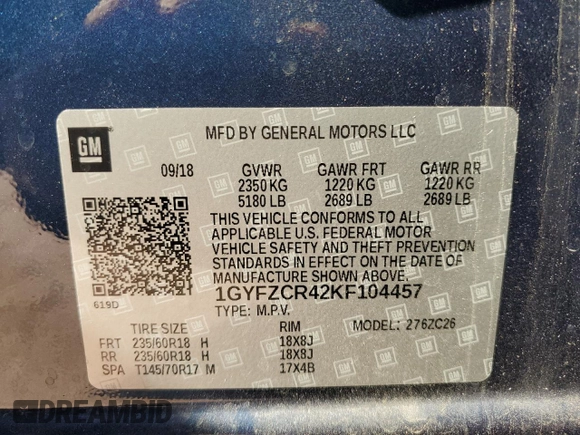 GM
MFD BY GENERAL MOTORS LLC
09/18 GVWR GAWR FRT GAWR RR
2350 KG 1220 KG 1220 KG
5180 LB 2689 LB 2689 LB
THIS VEHICLE CONFORMS TO ALL
APPLICABLE U.S. FEDERAL MOTOR
VEHICLE SAFETY AND THEFT PREVENTION
STANDARDS IN EFFECT ON THE DATE OF
MANUFACTURE SHOWN ABOVE.
619D 1GYFZCR42KF104457
TYPE: M.P.V. MODEL: 276ZC26
TIRE SIZE RIM
FRT 235/60R18 H 18X8J
RR 235/60R18 H 18X8J
SPA T145/70R17 M 17X4B
DREAMBID